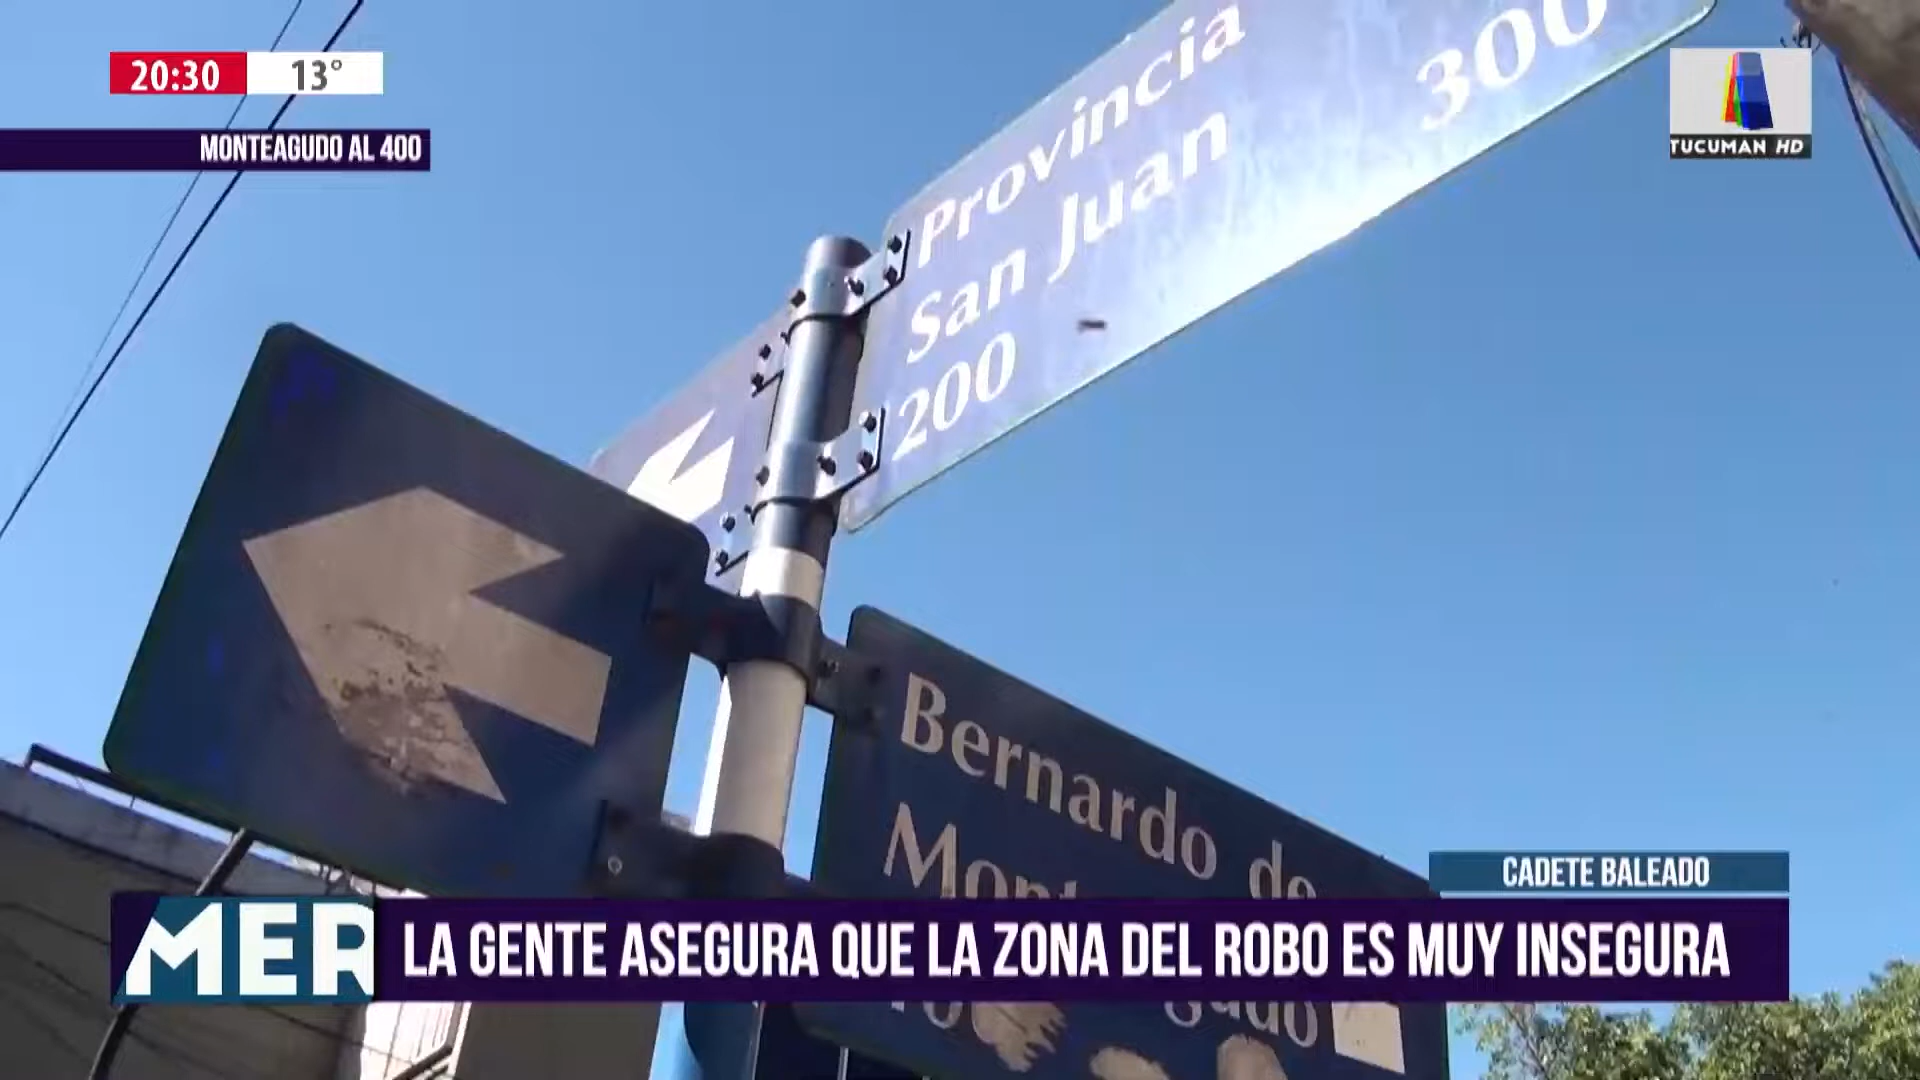 20:30 13°
MONTEAGUDO AL 400
TUCUMAN HD
Provincia
San Juan
200 300
Bernardo de
CADETE BALEADO
MER
LA GENTE ASEGURA QUE LA ZONA DEL ROBO ES MUY INSEGURA